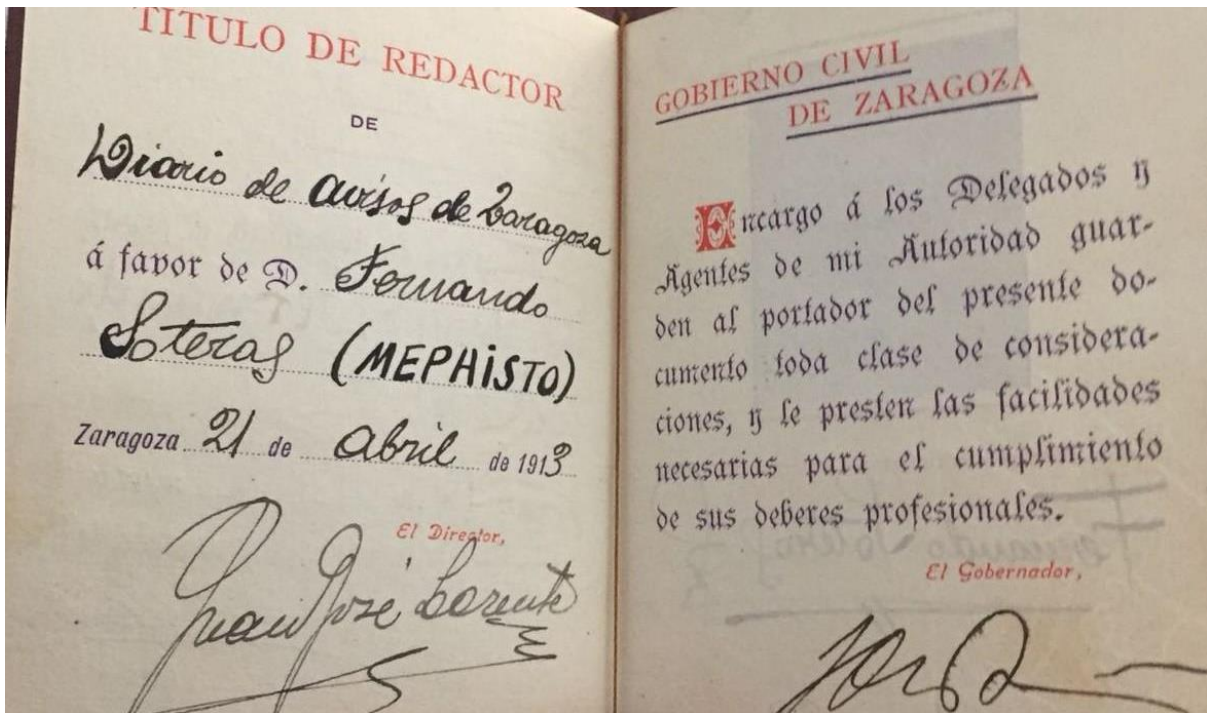 TITULO DE REDACTOR
DE
Diario de avisos de Zaragoza
á favor de D. Fernando
Soteras (MEPHISTO)
Zaragoza 21 de Abril de 1913
El Director,
Juan José Lorente
GOBIERNO CIVIL
DE ZARAGOZA
Encargo á los Delegados y
Agentes de mi Autoridad guar-
den al portador del presente do-
cumento toda clase de considera-
ciones, y le presten las facilidades
necesarias para el cumplimiento
de sus deberes profesionales.
El Gobernador,